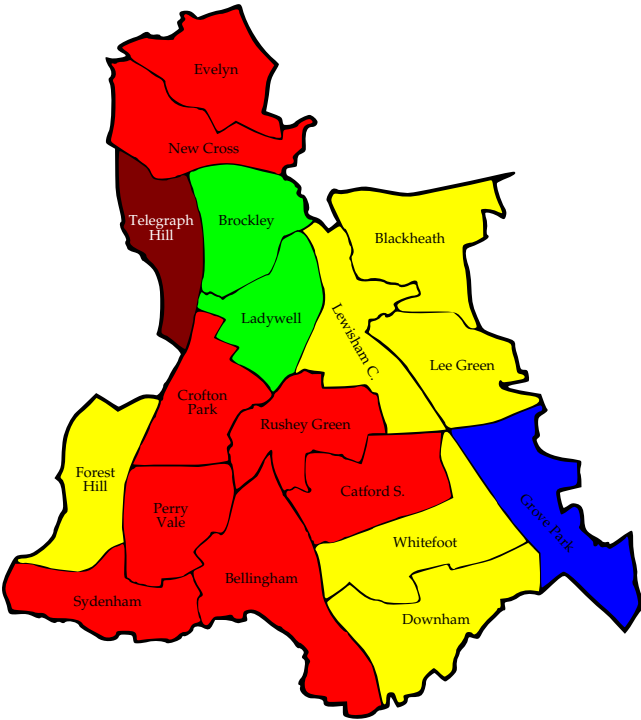 Evelyn
New Cross
Telegraph
Hill
Brockley
Blackheath
Ladywell
Lewisham C.
Lee Green
Crofton
Park
Rushey Green
Forest
Hill
Perry
Vale
Catford S.
Grove Park
Whitefoot
Bellingham
Sydenham
Downham